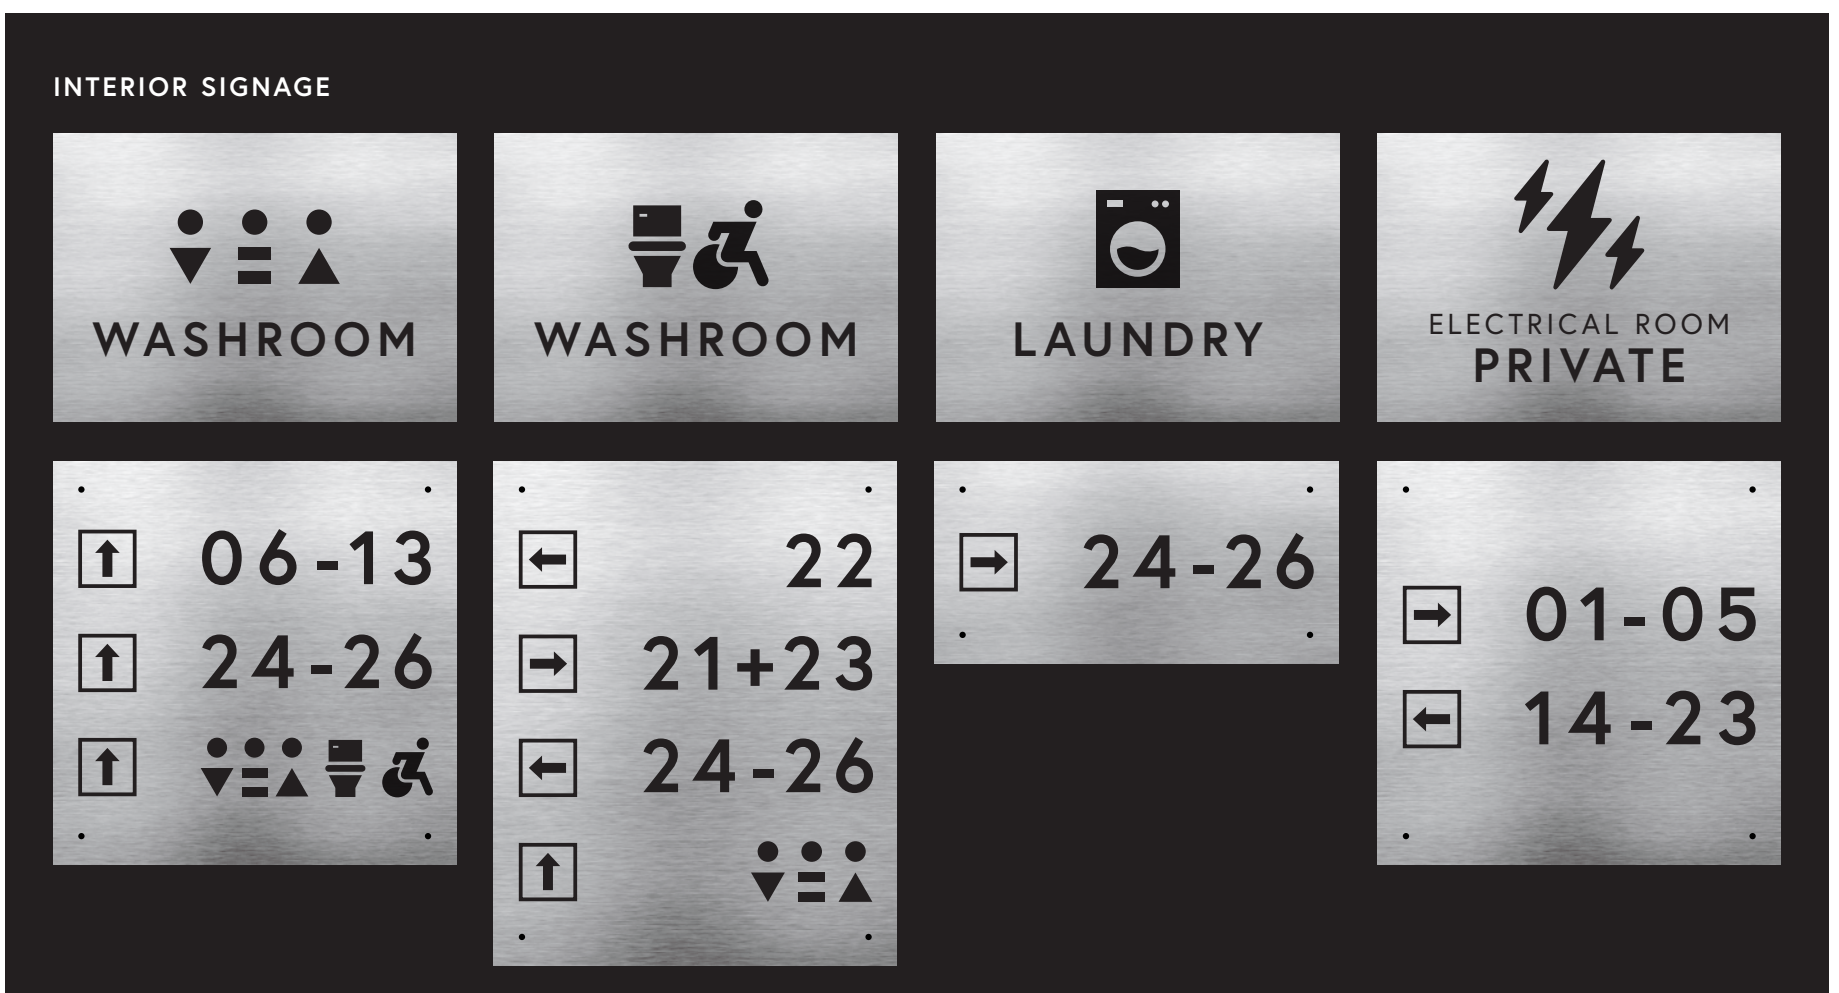 INTERIOR SIGNAGE
WASHROOM
WASHROOM
LAUNDRY
ELECTRICAL ROOM
PRIVATE
06-13
24-26
22
21+23
24-26
24-26
01-05
14-23